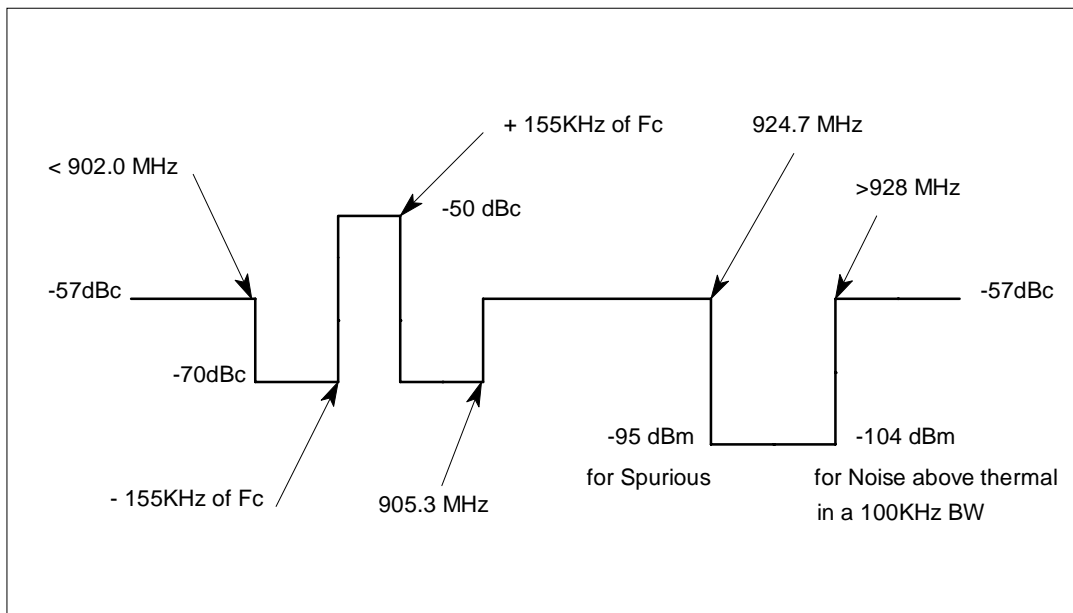 + 155KHz of Fc
924.7 MHz
< 902.0 MHz
>928 MHz
-50 dBc
-57dBc
-57dBc
-70dBc
-95 dBm
-104 dBm
for Spurious
for Noise above thermal
- 155KHz of Fc
905.3 MHz
in a 100KHz BW